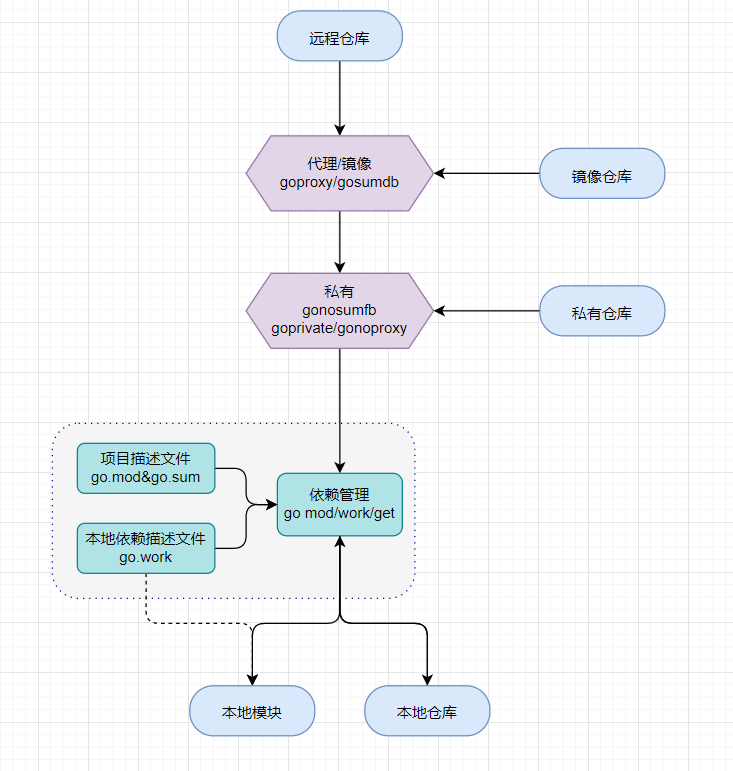 远程仓库
代理/镜像
goproxy/gosumdb
镜像仓库
私有
gonosumfb
goprivate/gonoproxy
私有仓库
项目描述文件
go.mod&go.sum
依赖管理
go mod/work/get
本地依赖描述文件
go.work
本地模块
本地仓库